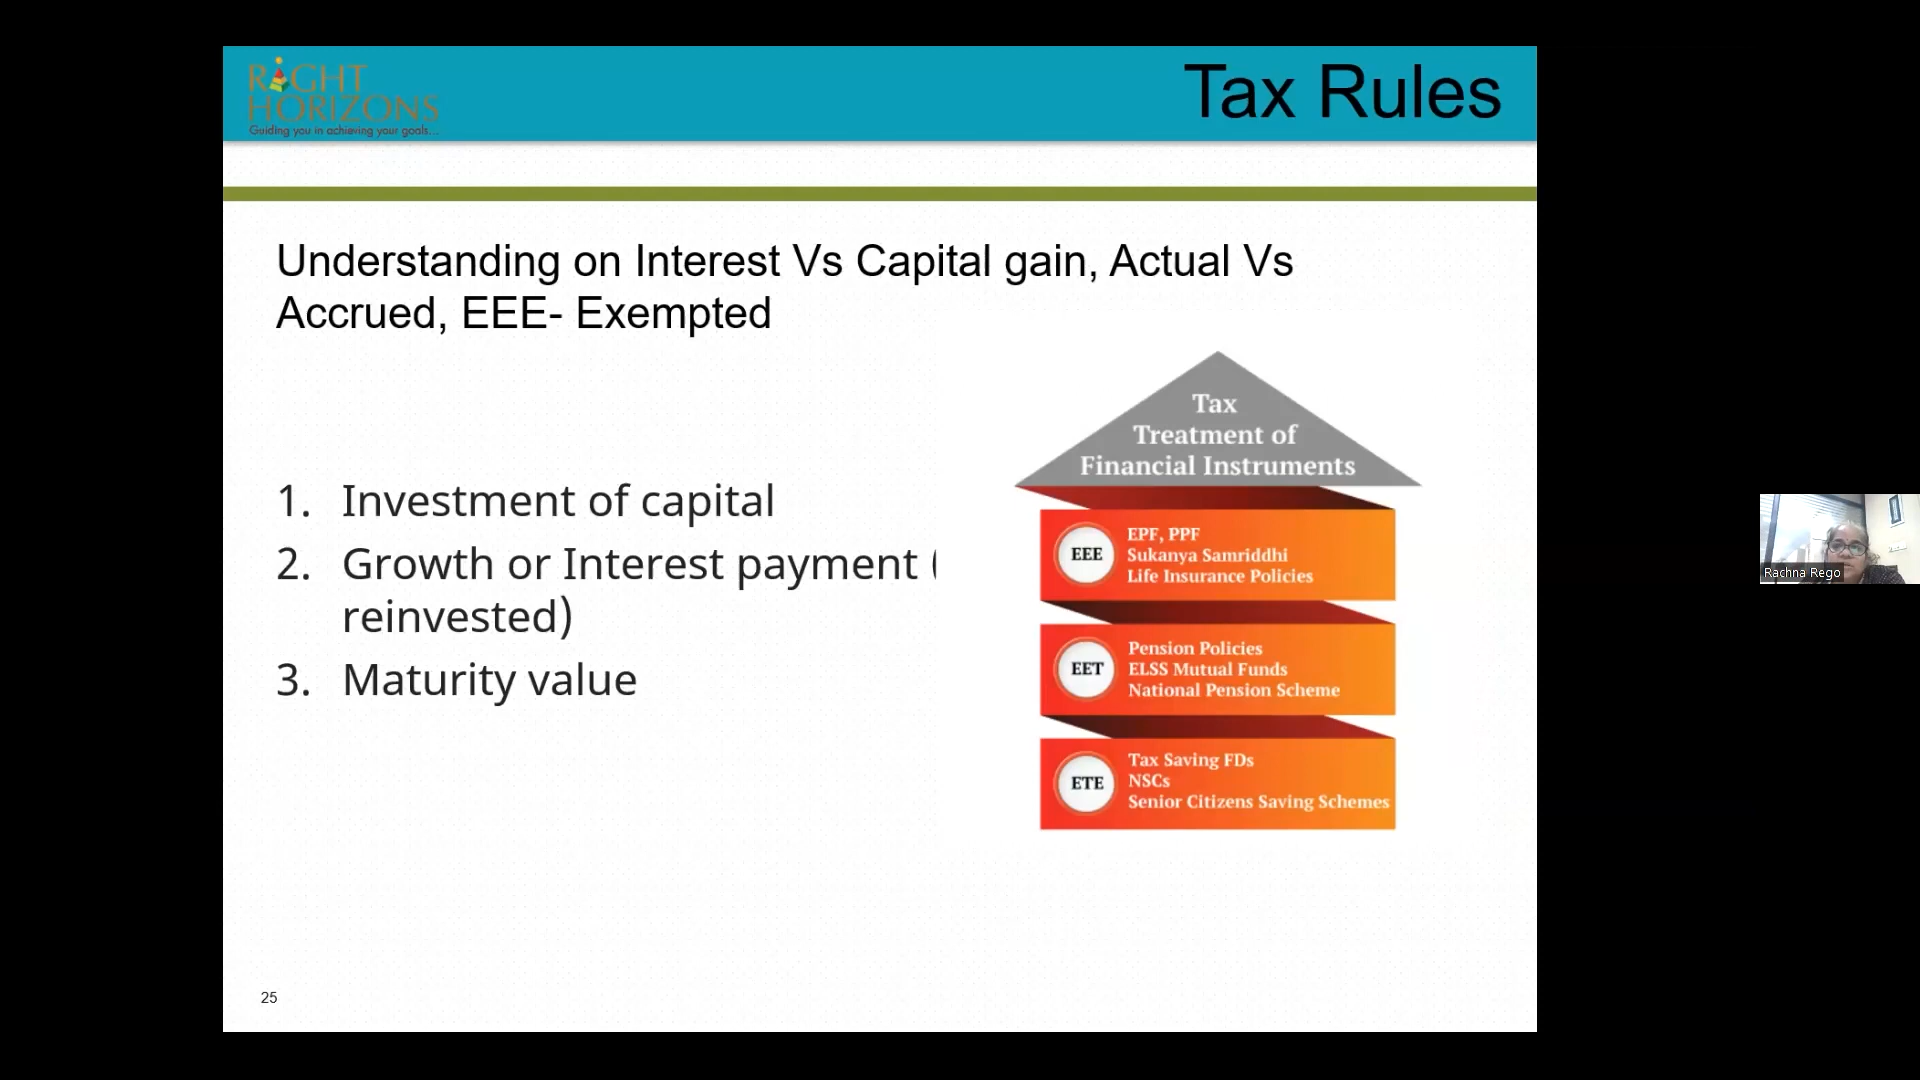 RIGHT
HORIZONS
Guiding you in achieving your goals...
Tax Rules
Understanding on Interest Vs Capital gain, Actual Vs
Accrued, EEE- Exempted
1. Investment of capital
2. Growth or Interest payment (
reinvested)
3. Maturity value
Tax
Treatment of
Financial Instruments
EEE
EPF, PPF
Sukanya Samriddhi
Life Insurance Policies
EET
Pension Policies
ELSS Mutual Funds
National Pension Scheme
ETE
Tax Saving FDs
NSCs
Senior Citizens Saving Schemes
25
Rachna Rego